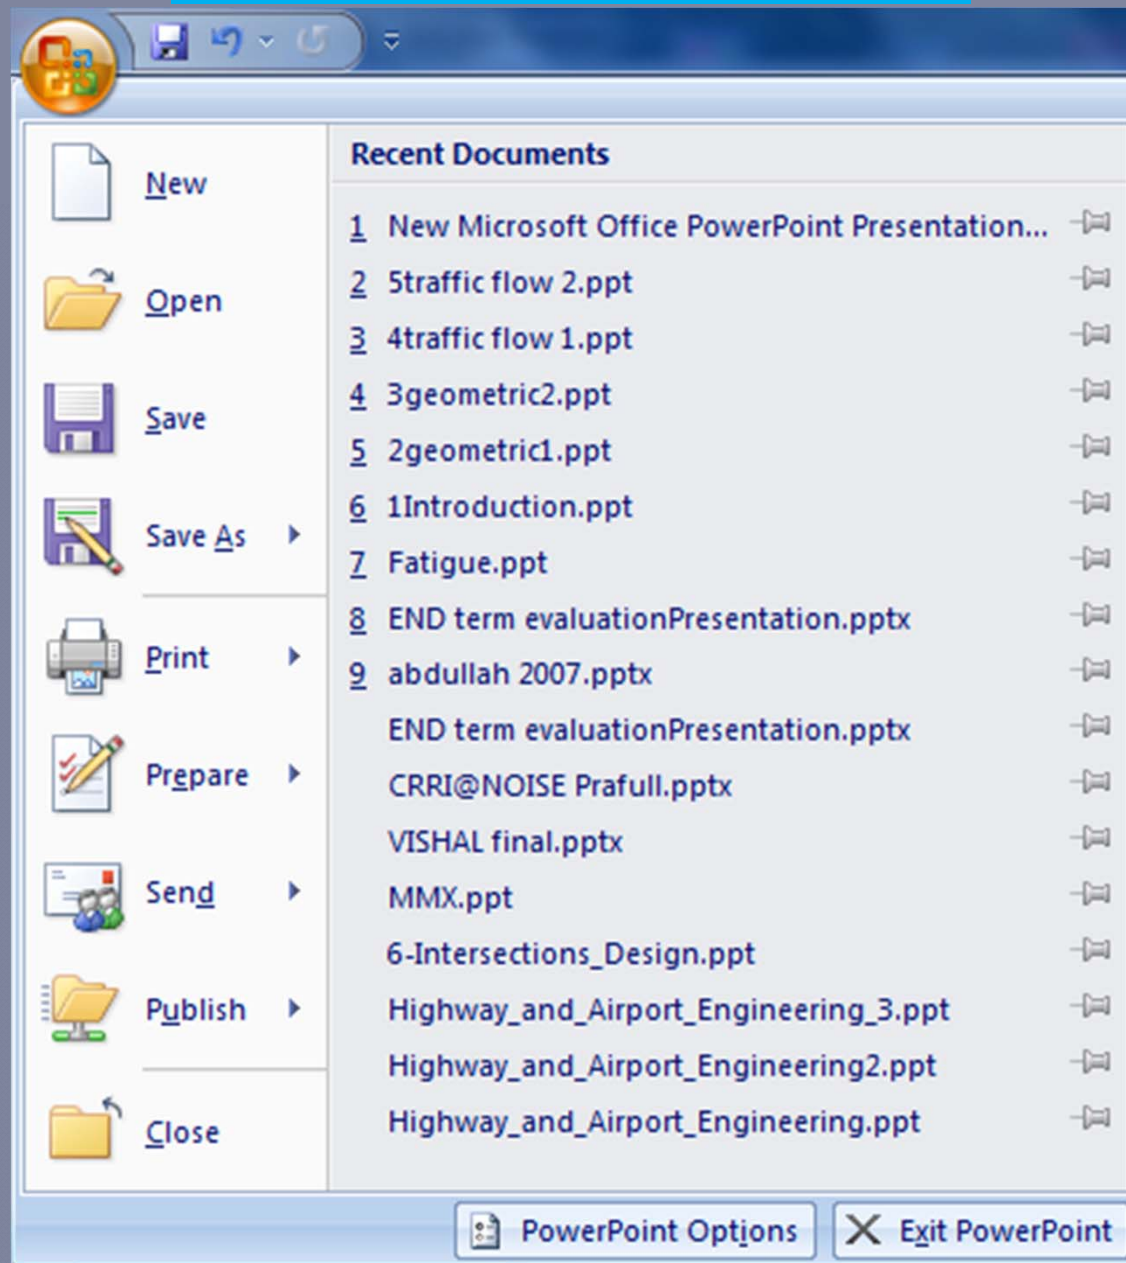 New
Open
Save
Save As
Print
Prepare
Send
Publish
Close
Recent Documents
1 New Microsoft Office PowerPoint Presentation...
2 5traffic flow 2.ppt
3 4traffic flow 1.ppt
4 3geometric2.ppt
5 2geometric1.ppt
6 1Introduction.ppt
7 Fatigue.ppt
8 END term evaluationPresentation.pptx
9 abdullah 2007.pptx
END term evaluationPresentation.pptx
CRRI@NOISE Prafull.pptx
VISHAL final.pptx
MMX.ppt
6-Intersections_Design.ppt
Highway_and_Airport_Engineering_3.ppt
Highway_and_Airport_Engineering2.ppt
Highway_and_Airport_Engineering.ppt
PowerPoint Options
Exit PowerPoint